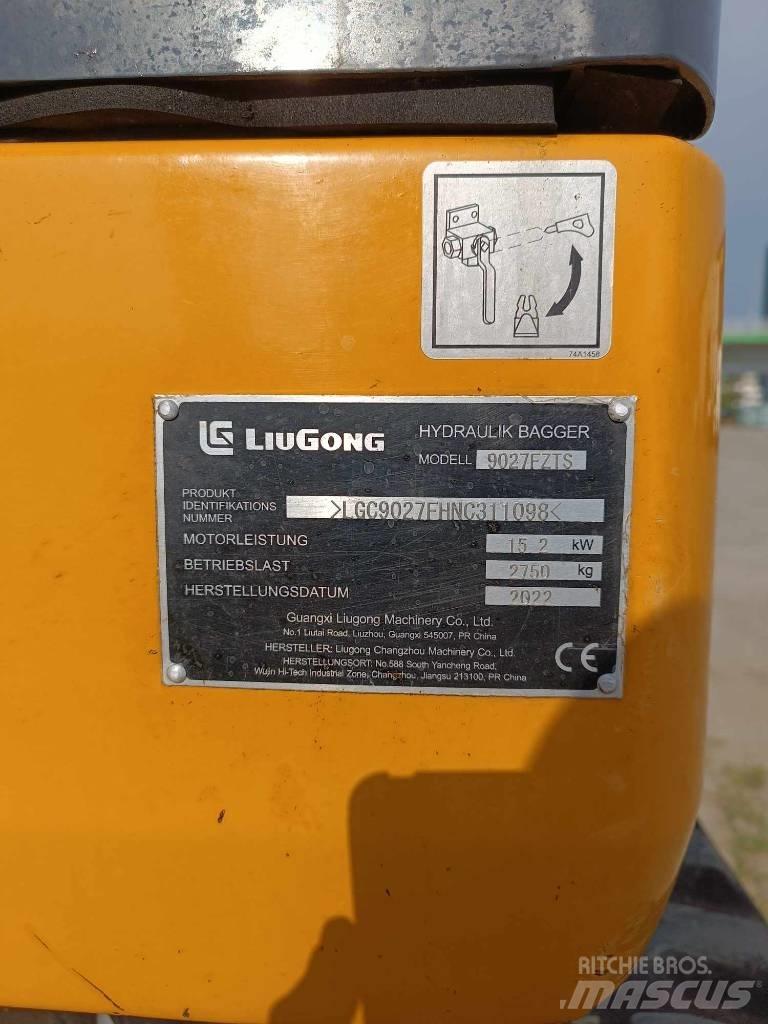 74A1458
LIUGONG
HYDRAULIK BAGGER
MODELL 9027FZTS
PRODUKT
IDENTIFIKATIONS
NUMMER
>LGC9027FHNC311098<
MOTORLEISTUNG 15.2 kW
BETRIEBSLAST 2750 kg
HERSTELLUNGSDATUM 2022
Guangxi Liugong Machinery Co., Ltd.
No.1 Liutai Road, Liuzhou, Guangxi 545007, PR China
HERSTELLER: Liugong Changzhou Machinery Co., Ltd.
HERSTELLUNGSORT: No.588 South Yancheng Road,
Wujin Hi-Tech Industrial Zone, Changzhou, Jiangsu 213100, PR China
CE
RITCHIE BROS.
MASCUS